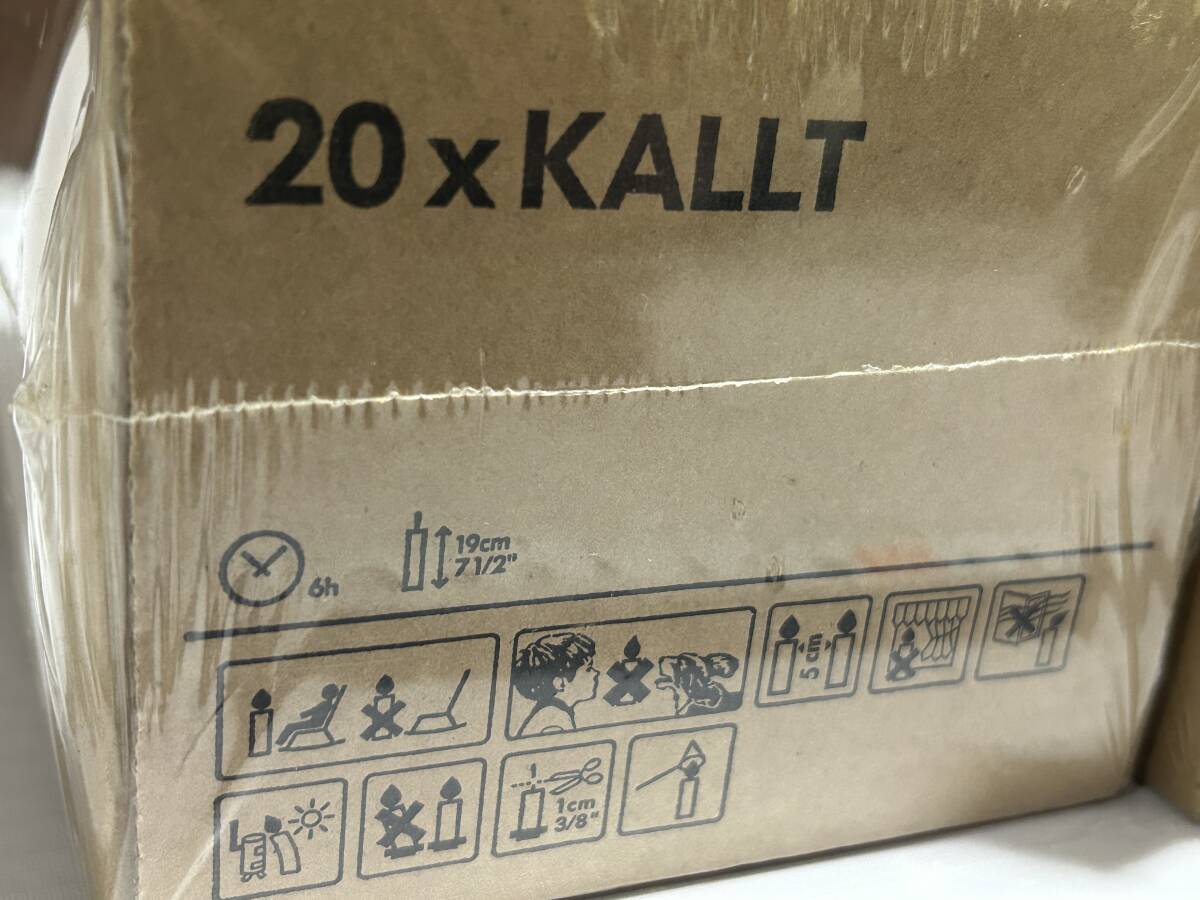 20 x KALLT
6h
19cm
7 1/2"
5 cm
1cm
3/8"